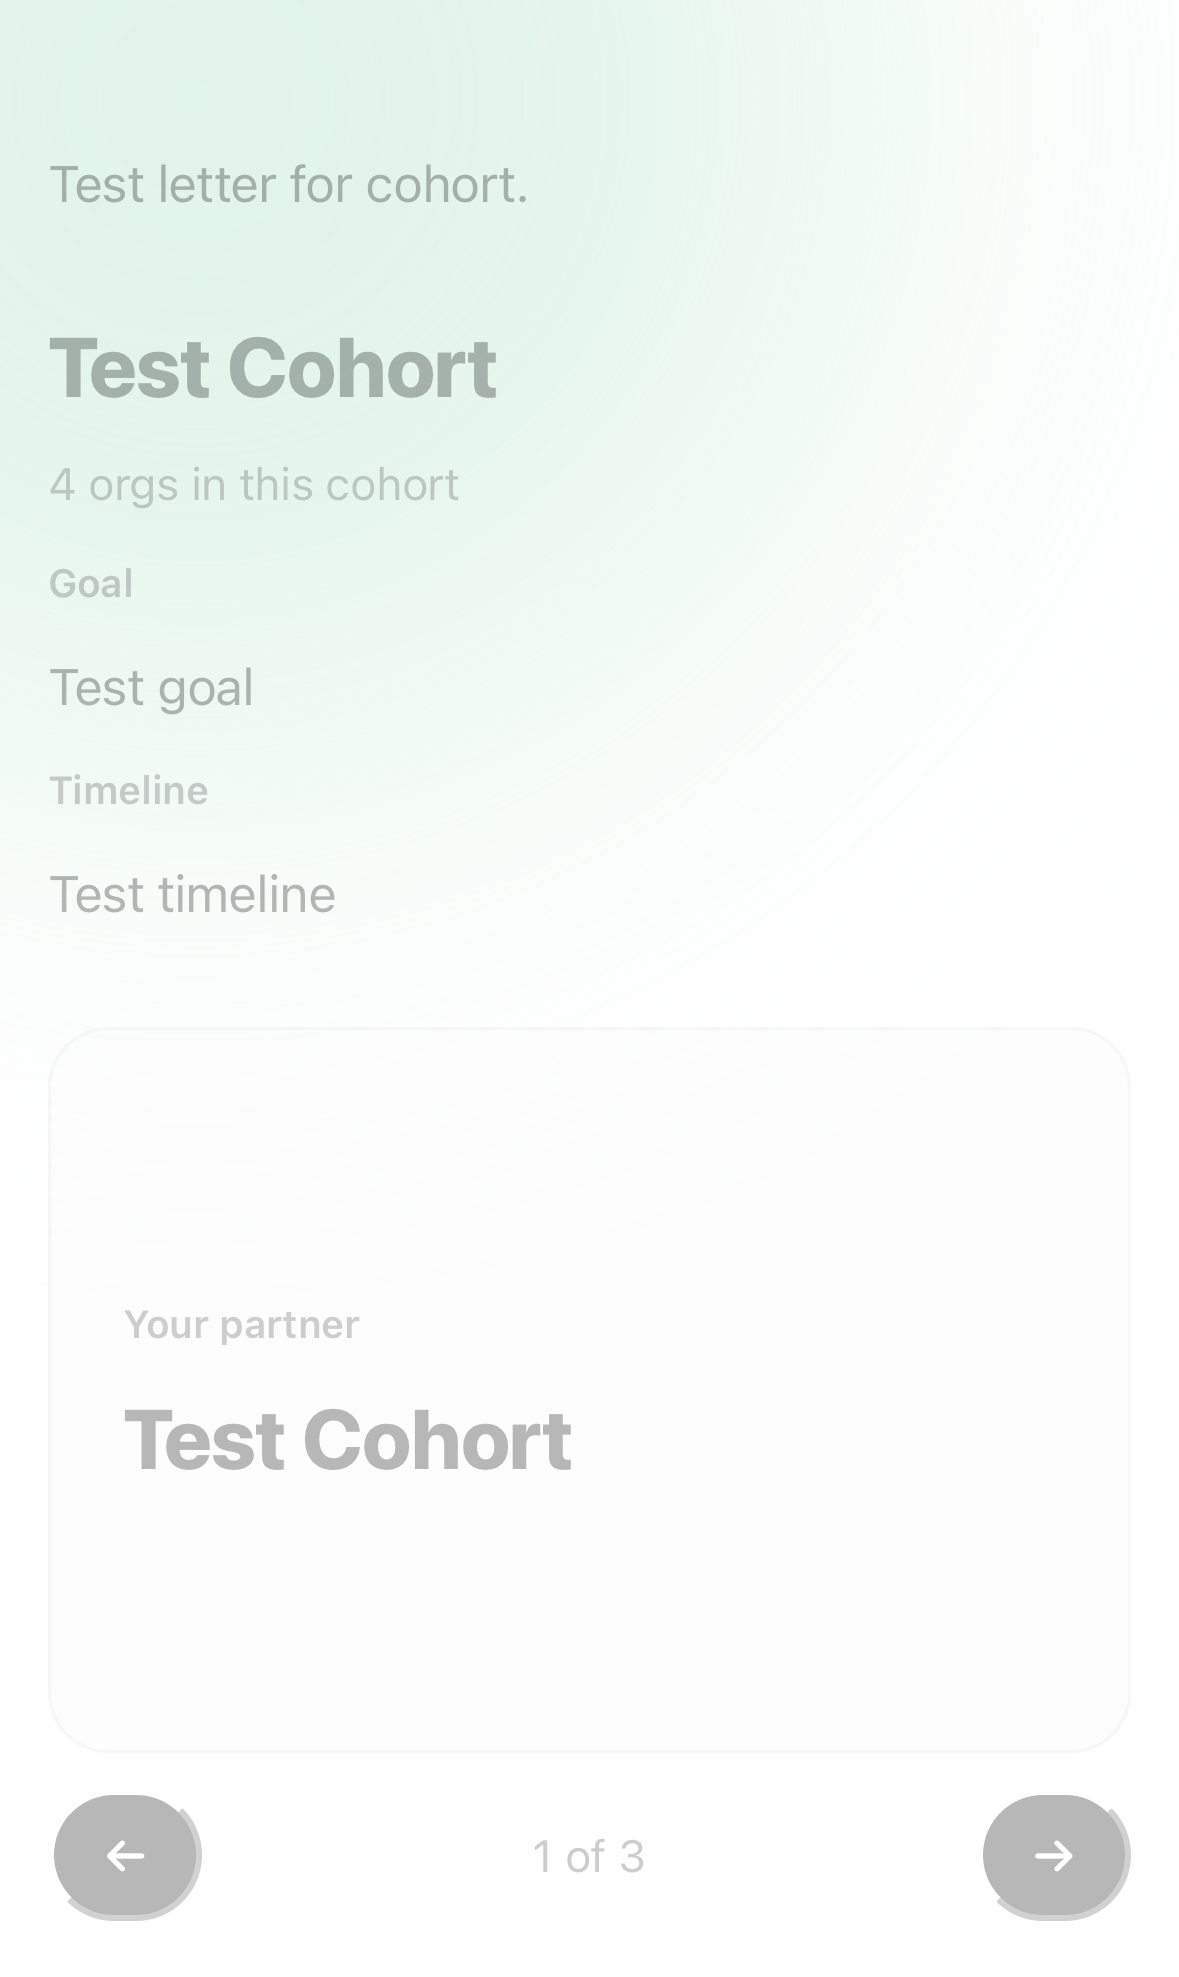 Test letter for cohort.
Test Cohort
4 orgs in this cohort
Goal
Test goal
Timeline
Test timeline
Your partner
Test Cohort
1 of 3